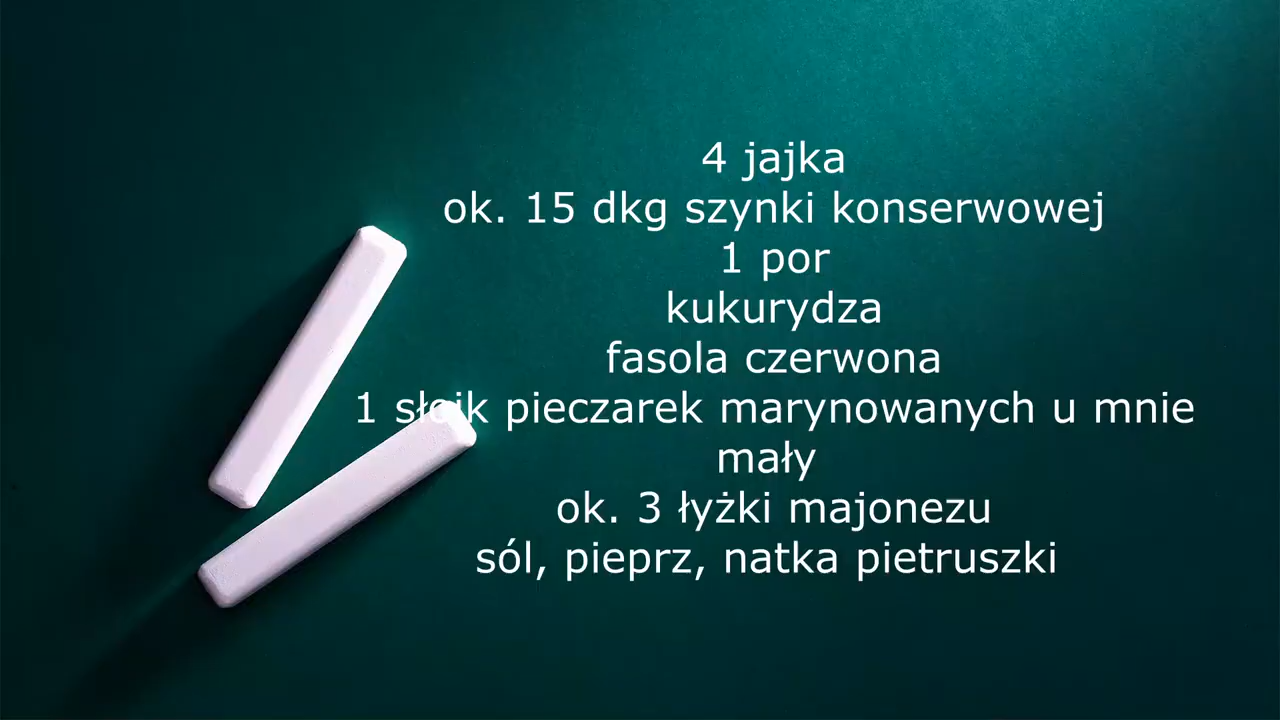 4 jajka
ok. 15 dkg szynki konserwowej
1 por
kukurydza
fasola czerwona
1 słoik pieczarek marynowanych u mnie
mały
ok. 3 łyżki majonezu
sól, pieprz, natka pietruszki